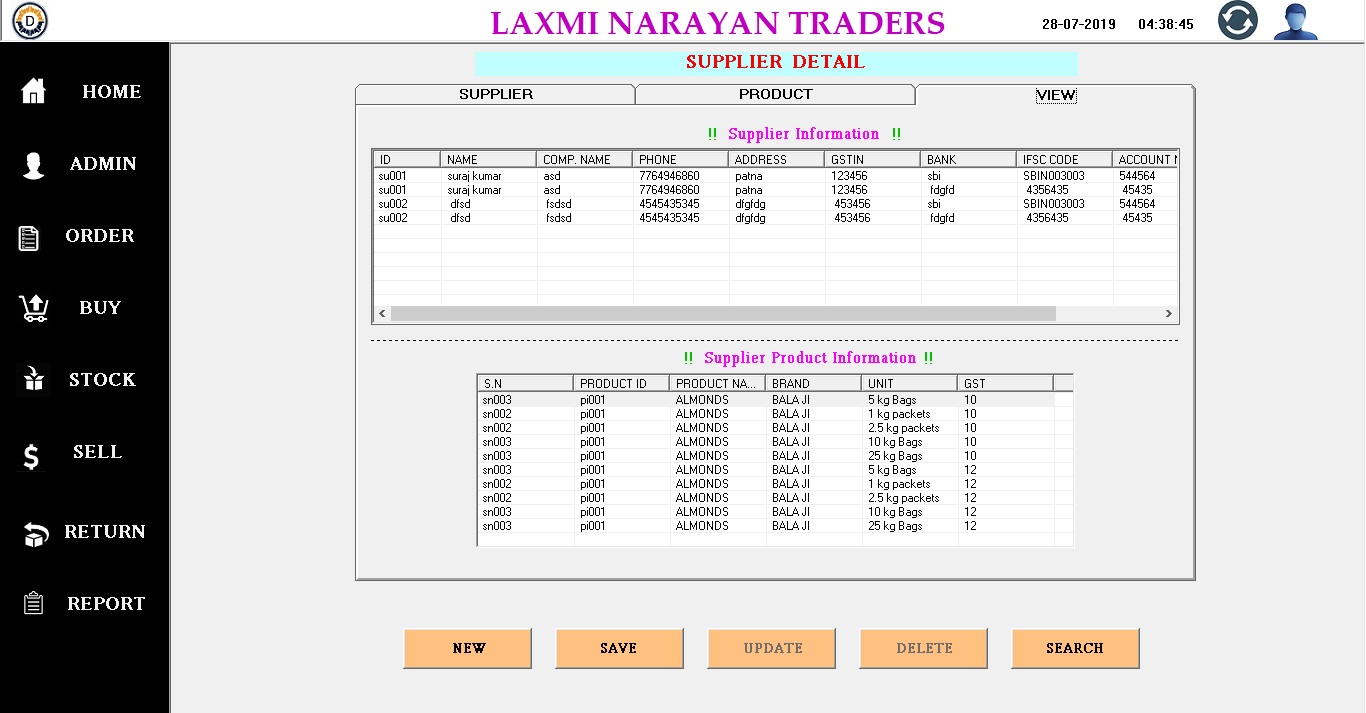 D LAXMI NARAYAN TRADERS 28-07-2019 04:38:45
HOME
ADMIN
ORDER
BUY
STOCK
SELL
RETURN
REPORT
SUPPLIER DETAIL
SUPPLIER PRODUCT VIEW
!! Supplier Information !!
ID NAME COMP. NAME PHONE ADDRESS GSTIN BANK IFSC CODE ACCOUNT
su001 suraj kumar asd 7764946860 patna 123456 sbi SBIN003003 544564
su001 suraj kumar asd 7764946860 patna 123456 fdgfd 4356435 45435
su002 dfsd fsdsd 4545435345 dfgfdg 453456 sbi SBIN003003 544564
su002 dfsd fsdsd 4545435345 dfgfdg 453456 fdgfd 4356435 45435
!! Supplier Product Information !!
S.N PRODUCT ID PRODUCT NA... BRAND UNIT GST
sn003 pi001 ALMONDS BALA JI 5 kg Bags 10
sn002 pi001 ALMONDS BALA JI 1 kg packets 10
sn002 pi001 ALMONDS BALA JI 2.5 kg packets 10
sn003 pi001 ALMONDS BALA JI 10 kg Bags 10
sn003 pi001 ALMONDS BALA JI 25 kg Bags 10
sn003 pi001 ALMONDS BALA JI 5 kg Bags 12
sn002 pi001 ALMONDS BALA JI 1 kg packets 12
sn002 pi001 ALMONDS BALA JI 2.5 kg packets 12
sn003 pi001 ALMONDS BALA JI 10 kg Bags 12
sn003 pi001 ALMONDS BALA JI 25 kg Bags 12
NEW SAVE UPDATE DELETE SEARCH